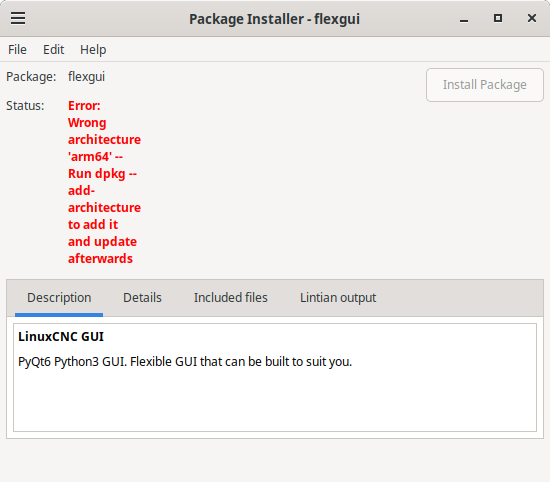 Package Installer - flexgui
File Edit Help
Package: flexgui
Install Package
Status: Error:
Wrong
architecture
'arm64' --
Run dpkg --
add-
architecture
to add it
and update
afterwards
Description Details Included files Lintian output
LinuxCNC GUI
PyQt6 Python3 GUI. Flexible GUI that can be built to suit you.